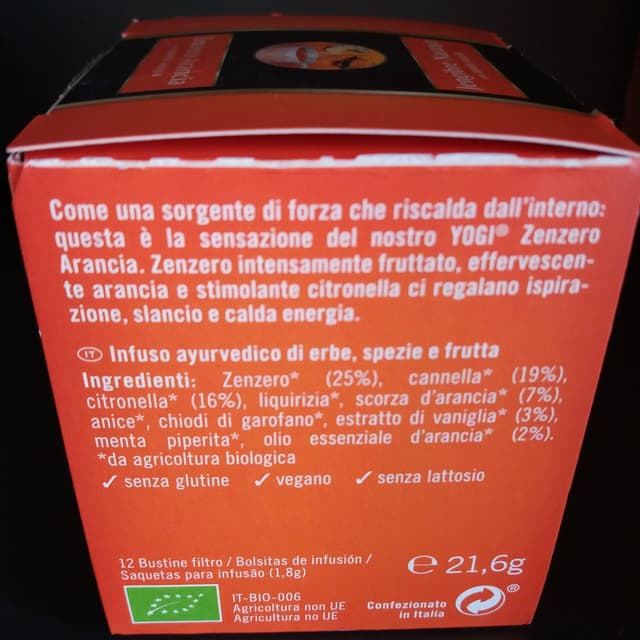 Zenzero Arancia
Come una sorgente di forza che riscalda dall'interno:
questa è la sensazione del nostro YOGI® Zenzero
Arancia. Zenzero intensamente fruttato, effervescen-
te arancia e stimolante citronella ci regalano ispira-
zione, slancio e calda energia.
IT Infuso ayurvedico di erbe, spezie e frutta
Ingredienti: Zenzero* (25%), cannella* (19%),
citronella* (16%), liquirizia*, scorza d'arancia* (7%),
anice*, chiodi di garofano*, estratto di vaniglia* (3%),
menta piperita*, olio essenziale d'arancia* (2%).
*da agricoltura biologica
✓ senza glutine ✓ vegano ✓ senza lattosio
12 Bustine filtro / Bolsitas de infusión /
Saquetas para infusão (1,8g)
℮ 21,6g
IT-BIO-006
Agricoltura non UE
Agricoltura no UE
Confezionato
in Italia
®